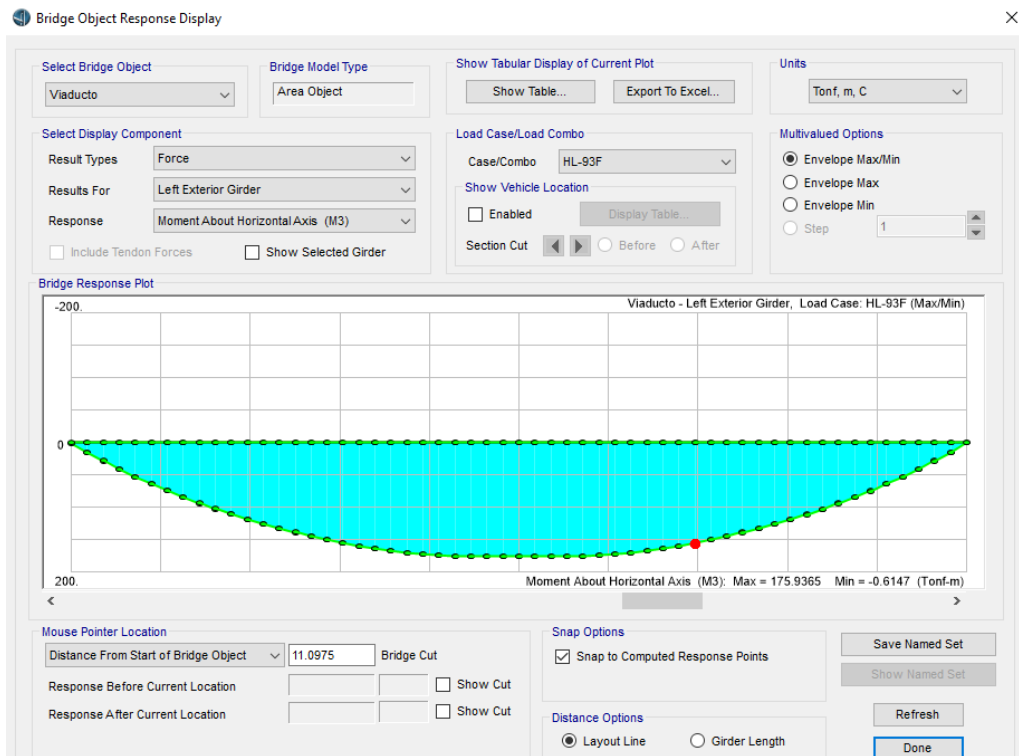 Bridge Object Response Display
Select Bridge Object
Viaducto
Bridge Model Type
Area Object
Show Tabular Display of Current Plot
Show Table...
Export To Excel...
Units
Tonf, m, C
Select Display Component
Result Types
Force
Results For
Left Exterior Girder
Response
Moment About Horizontal Axis (M3)
Include Tendon Forces
Show Selected Girder
Load Case/Load Combo
Case/Combo
HL-93F
Show Vehicle Location
Enabled
Display Table...
Section Cut
Before
After
Multivalued Options
Envelope Max/Min
Envelope Max
Envelope Min
Step
1
Bridge Response Plot
-200.
Viaducto - Left Exterior Girder, Load Case: HL-93F (Max/Min)
0
200.
Moment About Horizontal Axis (M3): Max = 175.9365 Min = -0.6147 (Tonf-m)
Mouse Pointer Location
Distance From Start of Bridge Object
11.0975
Bridge Cut
Response Before Current Location
Show Cut
Response After Current Location
Show Cut
Snap Options
Snap to Computed Response Points
Distance Options
Layout Line
Girder Length
Save Named Set
Show Named Set
Refresh
Done